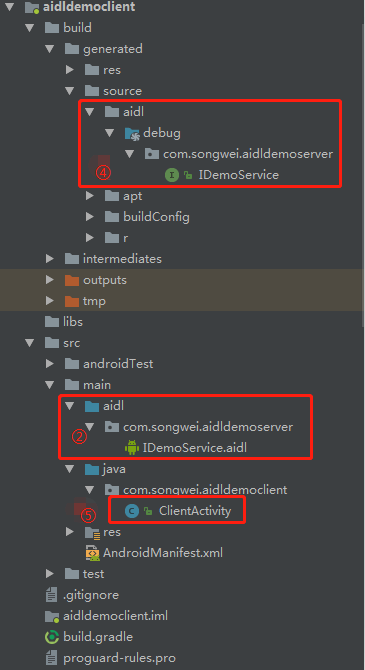 aidldemoclient
build
generated
res
source
aidl
debug
com.songwei.aidldemoserver
④
IDemoService
apt
buildConfig
r
intermediates
outputs
tmp
libs
src
androidTest
main
aidl
② com.songwei.aidldemoserver
IDemoService.aidl
java
com.songwei.aidldemoclient
⑤ ClientActivity
res
AndroidManifest.xml
test
.gitignore
aidldemoclient.iml
build.gradle
proguard-rules.pro